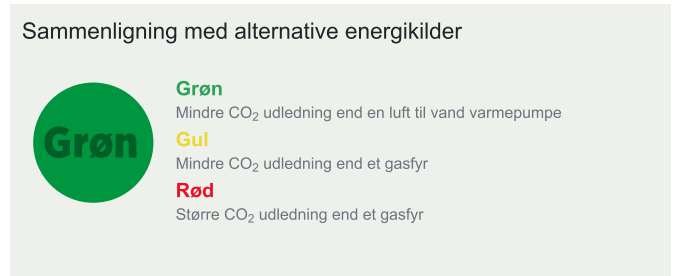 Sammenligning med alternative energikilder
Grøn
Grøn
Mindre CO₂ udledning end en luft til vand varmepumpe
Gul
Mindre CO₂ udledning end et gasfyr
Rød
Større CO₂ udledning end et gasfyr